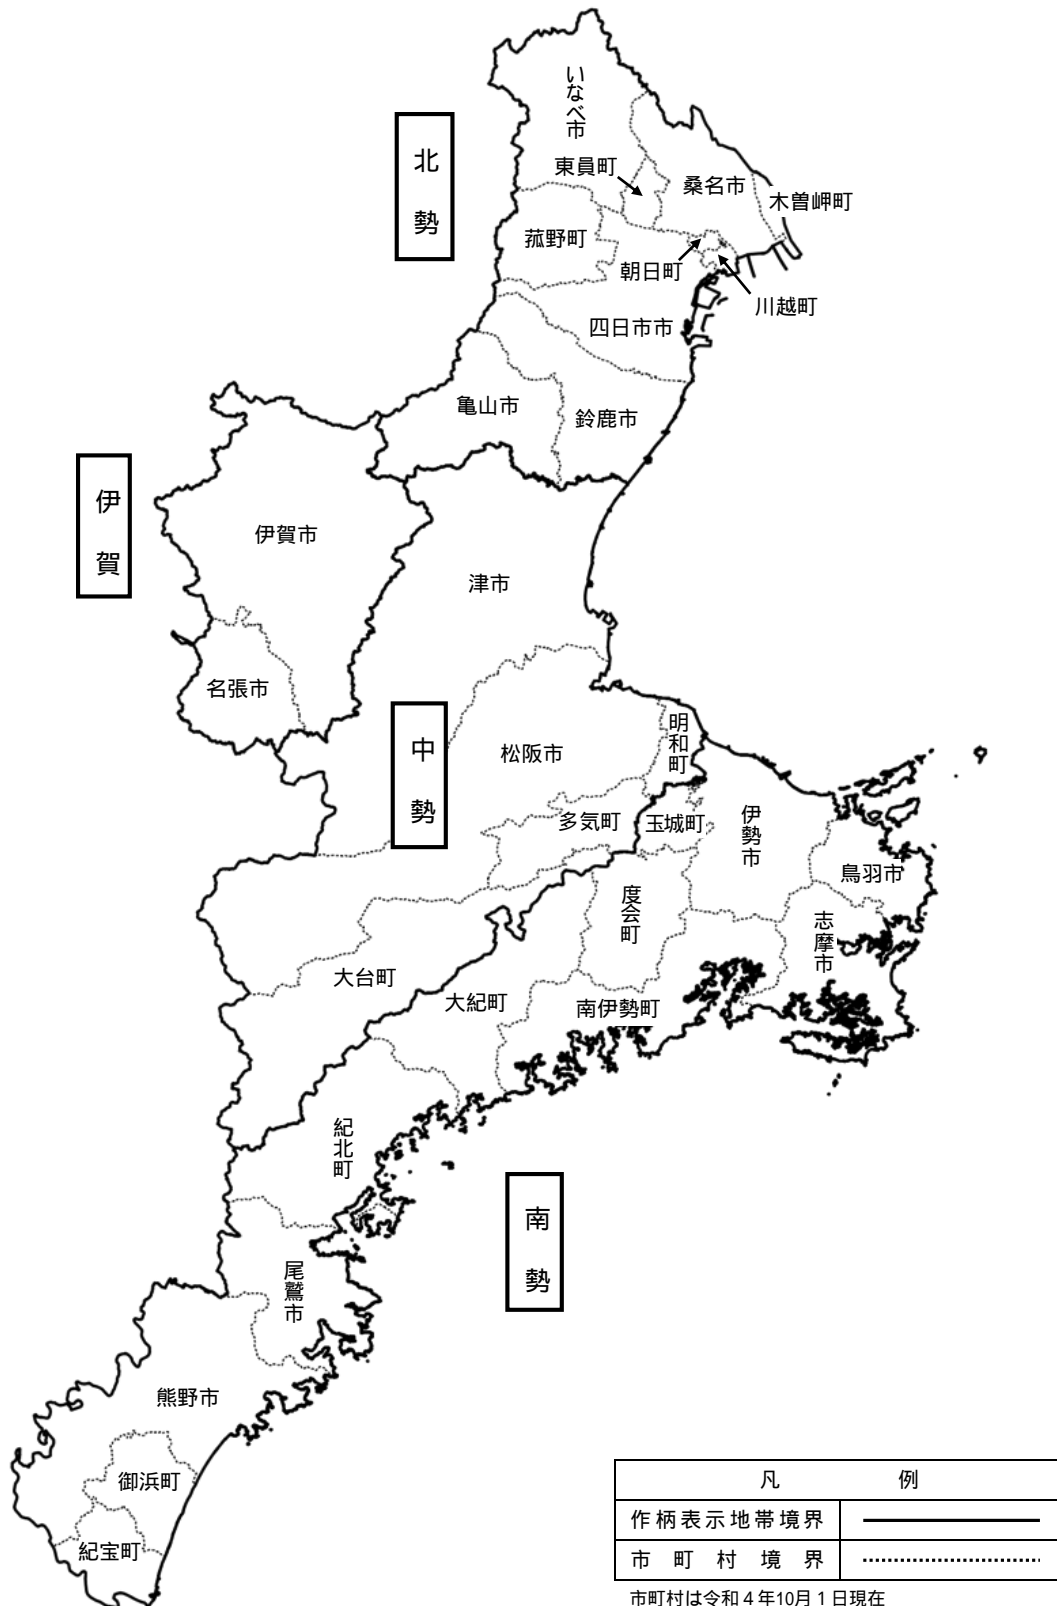 いなべ市
北勢
東員町
桑名市
木曽岬町
菰野町
朝日町
川越町
四日市市
亀山市
鈴鹿市
伊賀
伊賀市
津市
名張市
中勢
松阪市
明和町
多気町
玉城町
伊勢市
鳥羽市
度会町
志摩市
大台町
大紀町
南伊勢町
紀北町
南勢
尾鷲市
熊野市
御浜町
紀宝町
凡例
作柄表示地帯境界
市町村境界
市町村は令和4年10月1日現在